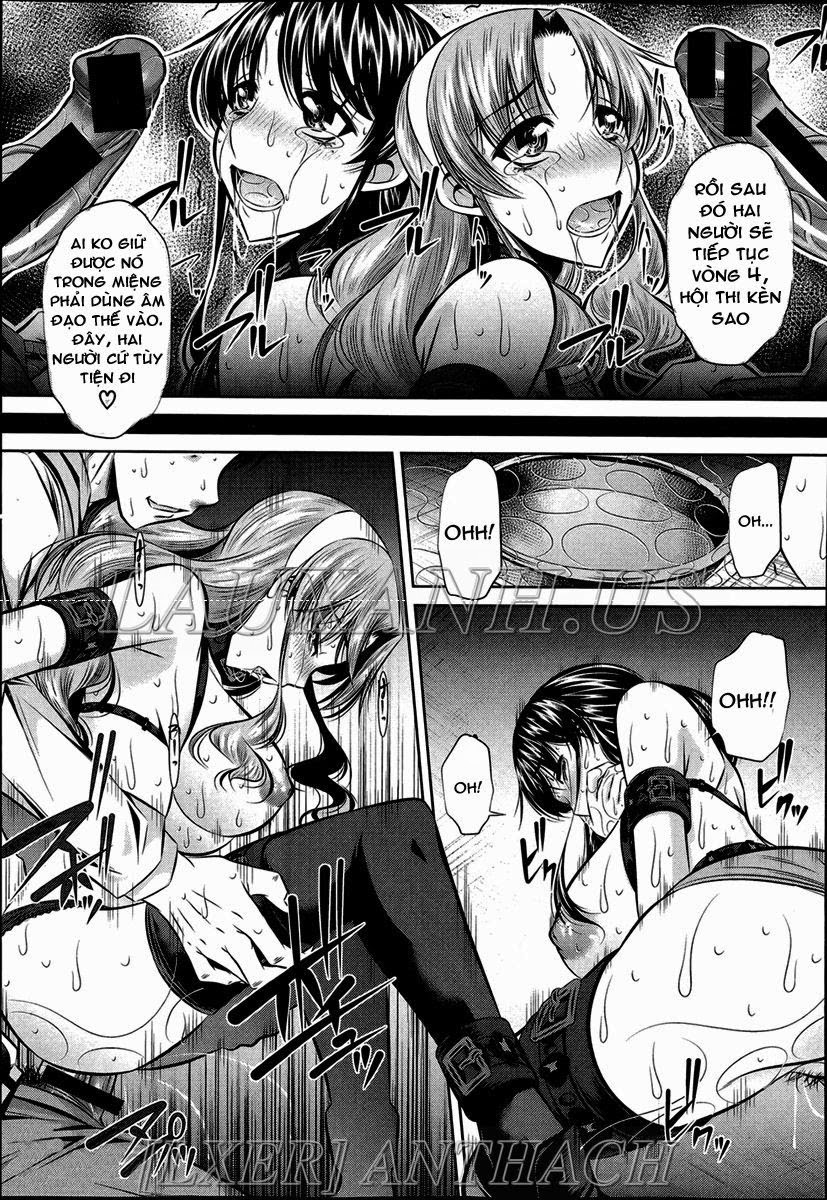 RỒI SAU
ĐÓ HAI
NGƯỜI SẼ
TIẾP TỤC
VÒNG 4,
HỘI THI KÈN
SAO
AI KO GIỮ
ĐƯỢC NÓ
TRONG MIỆNG
PHẢI DÙNG ÂM
ĐẠO THẾ VÀO.
ĐÂY, HAI
NGƯỜI CỨ TÙY
TIỆN ĐI
♡
OHH!
OH...
LAUXANH.US
OHH!!
OH!
[LXER] ANTHACH